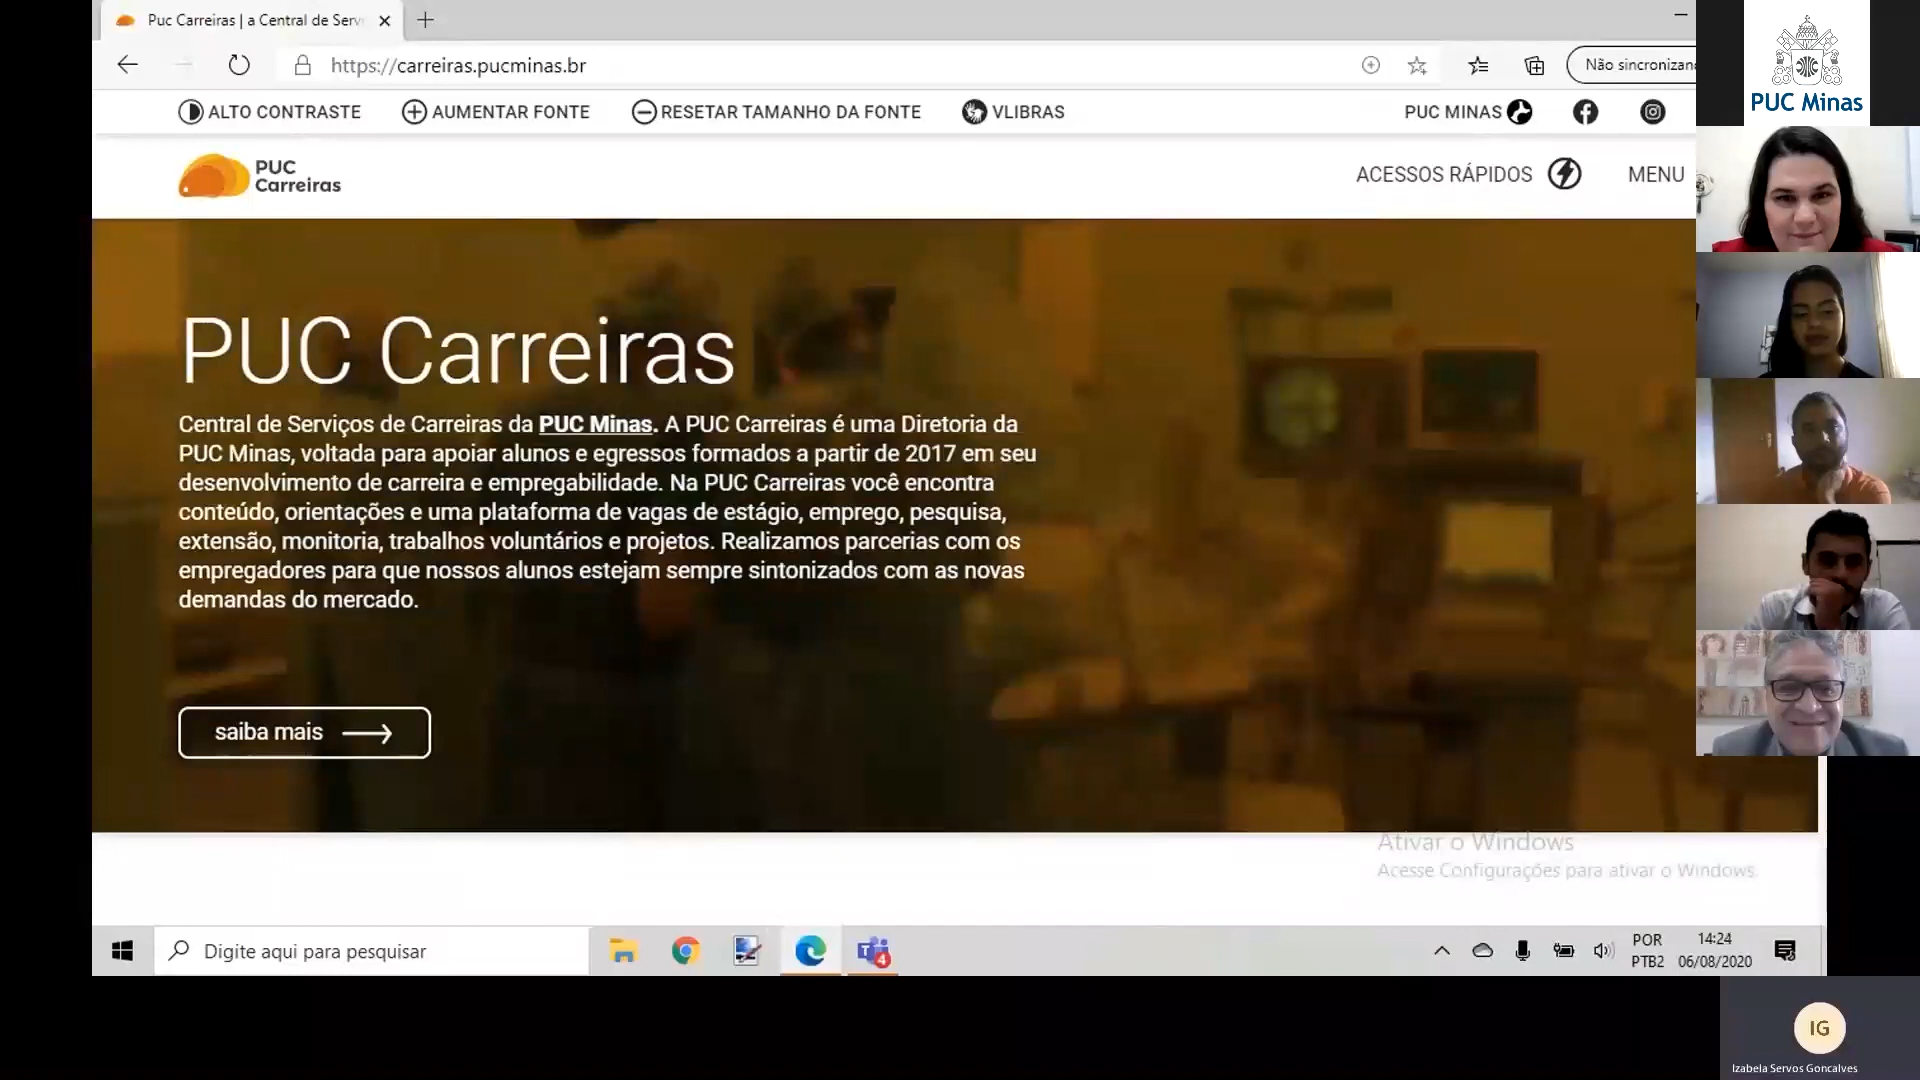 Puc Carreiras | a Central de Serv
https://carreiras.pucminas.br
Não sincronizan
ALTO CONTRASTE
AUMENTAR FONTE
RESETAR TAMANHO DA FONTE
VLIBRAS
PUC MINAS
PUC Minas
PUC
Carreiras
ACESSOS RÁPIDOS
MENU
PUC Carreiras
Central de Serviços de Carreiras da PUC Minas. A PUC Carreiras é uma Diretoria da
PUC Minas, voltada para apoiar alunos e egressos formados a partir de 2017 em seu
desenvolvimento de carreira e empregabilidade. Na PUC Carreiras você encontra
conteúdo, orientações e uma plataforma de vagas de estágio, emprego, pesquisa,
extensão, monitoria, trabalhos voluntários e projetos. Realizamos parcerias com os
empregadores para que nossos alunos estejam sempre sintonizados com as novas
demandas do mercado.
saiba mais
Ativar o Windows
Acesse Configurações para ativar o Windows.
Digite aqui para pesquisar
4
POR
PTB2
14:24
06/08/2020
IG
Izabela Servos Goncalves